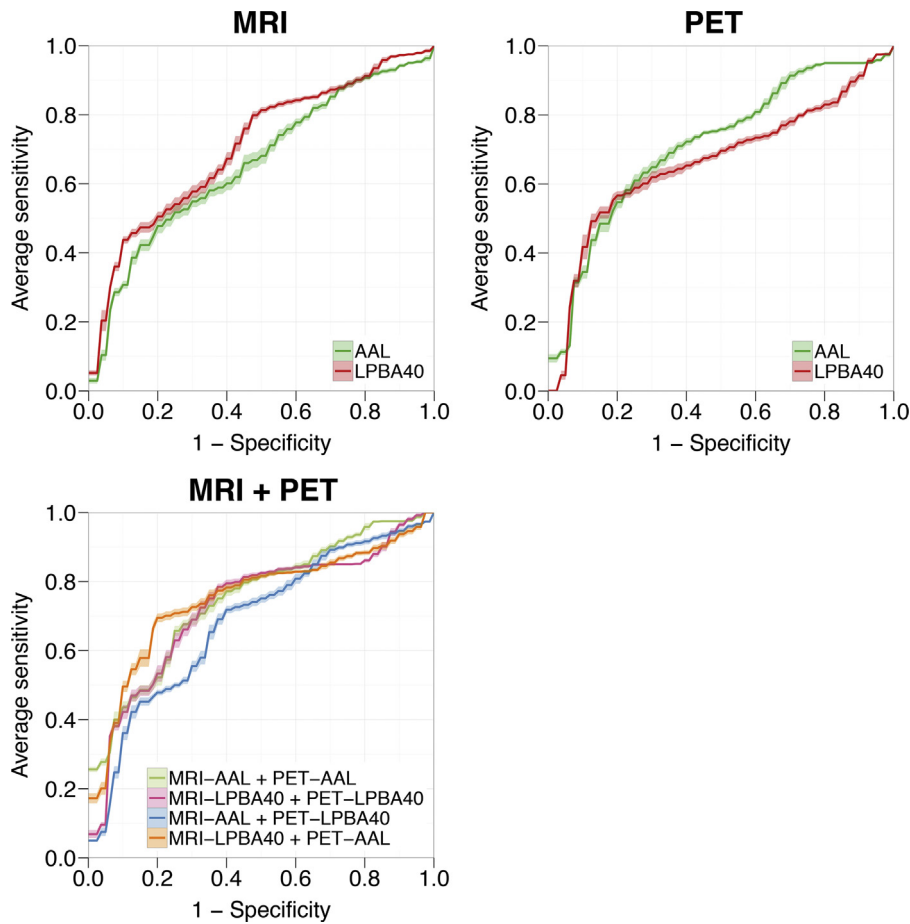 MRI
1.0
0.8
0.6
0.4
0.2
0.0
Average sensitivity
AAL
LPBA40
0.0 0.2 0.4 0.6 0.8 1.0
1 − Specificity
PET
1.0
0.8
0.6
0.4
0.2
0.0
Average sensitivity
AAL
LPBA40
0.0 0.2 0.4 0.6 0.8 1.0
1 − Specificity
MRI + PET
1.0
0.8
0.6
0.4
0.2
0.0
Average sensitivity
MRI−AAL + PET−AAL
MRI−LPBA40 + PET−LPBA40
MRI−AAL + PET−LPBA40
MRI−LPBA40 + PET−AAL
0.0 0.2 0.4 0.6 0.8 1.0
1 − Specificity